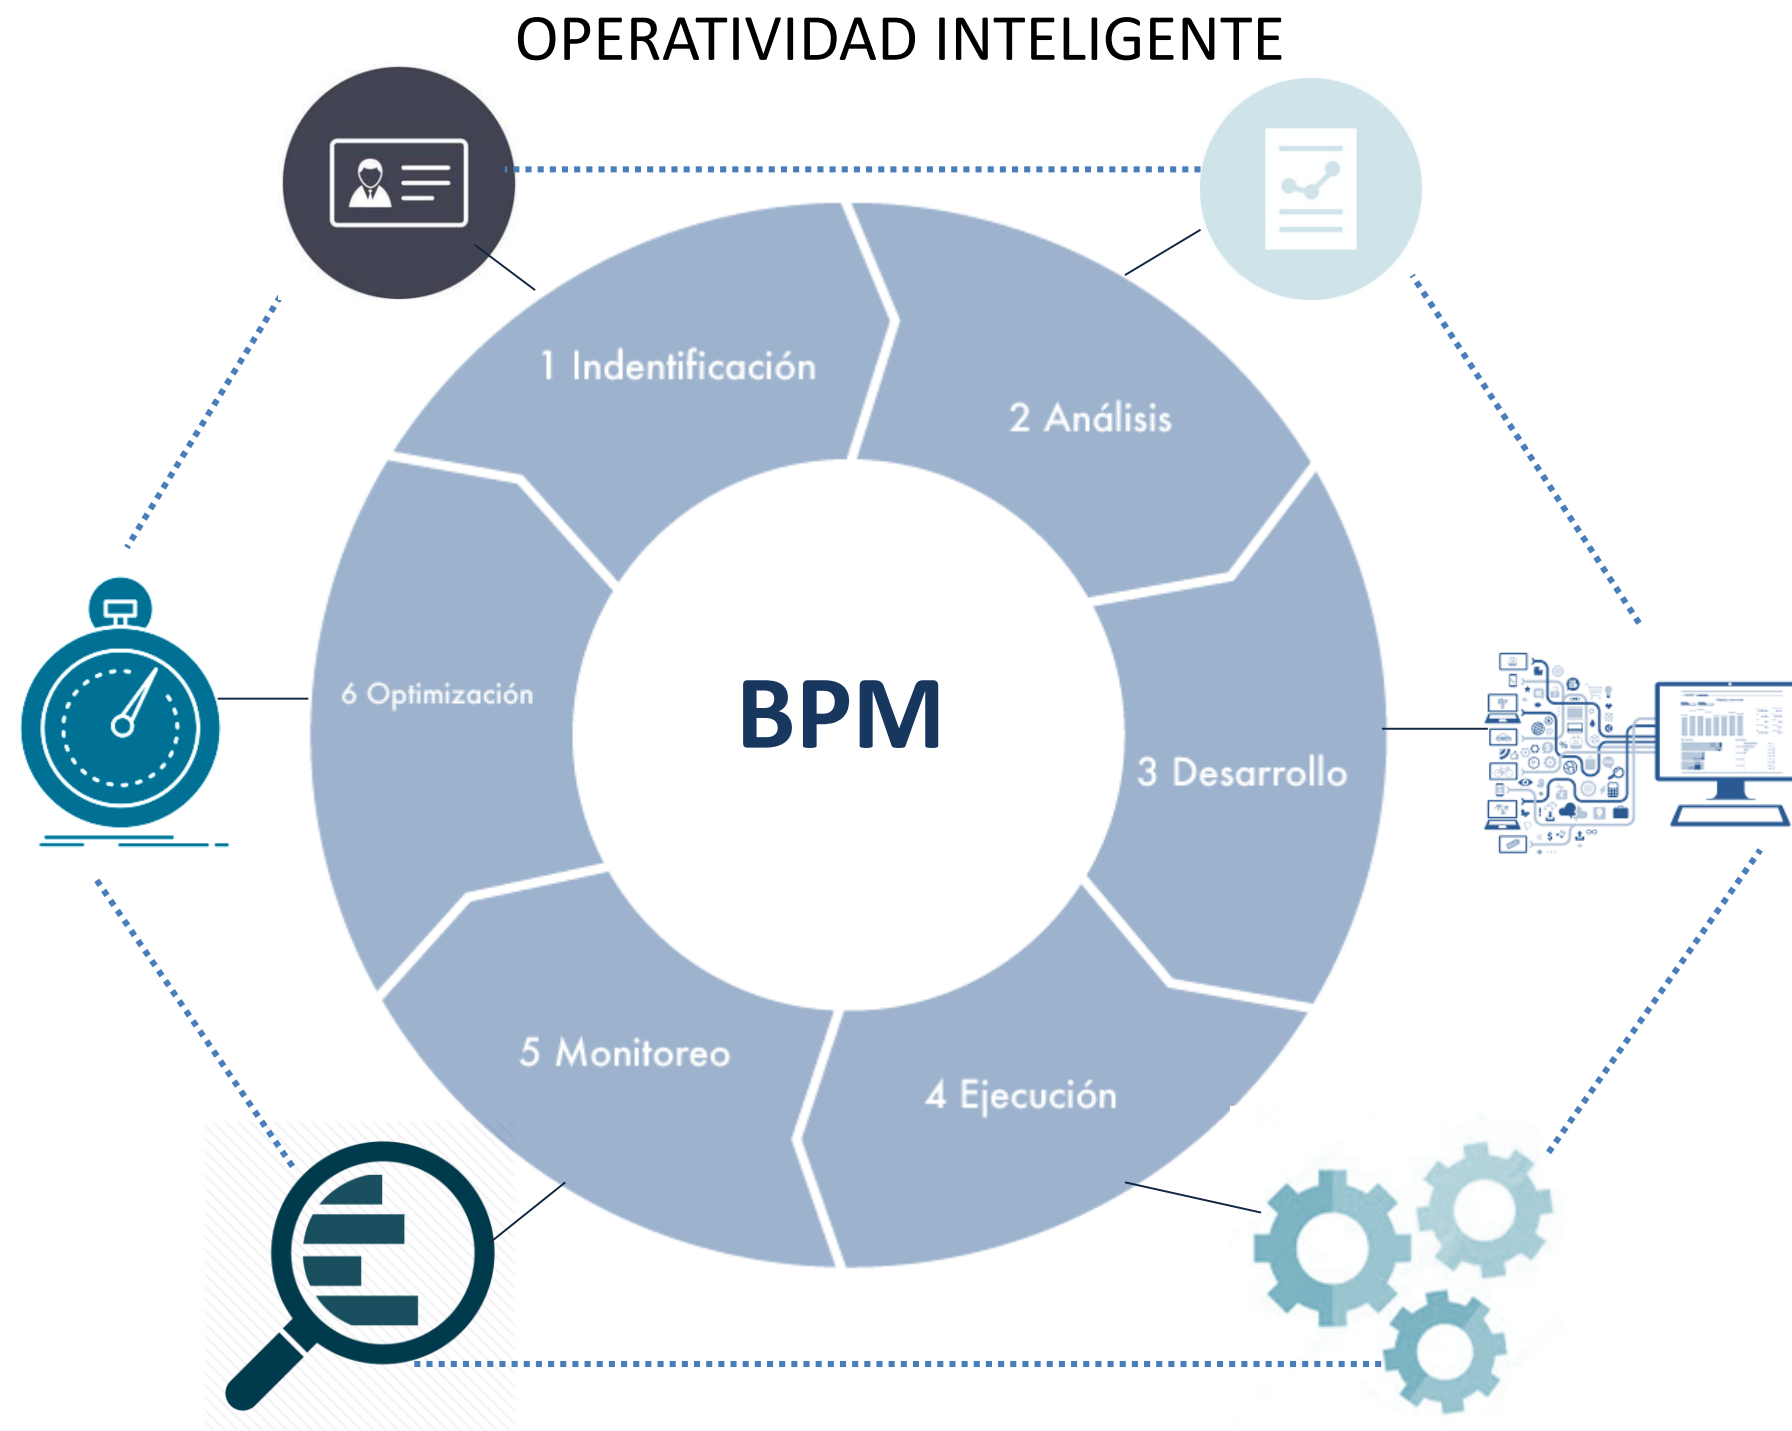 OPERATIVIDAD INTELIGENTE
1 Indentificación
2 Análisis
3 Desarrollo
4 Ejecución
5 Monitoreo
6 Optimización
BPM